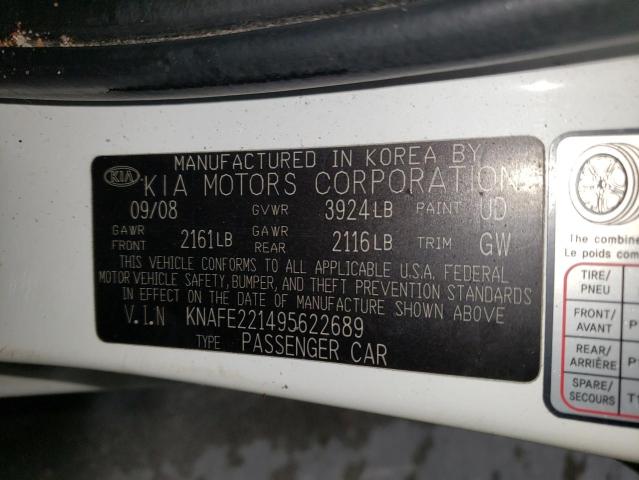 MANUFACTURED IN KOREA BY
KIA KIA MOTORS CORPORATION
09/08 GVWR 3924LB PAINT UD
GAWR FRONT 2161LB GAWR REAR 2116LB TRIM GW
THIS VEHICLE CONFORMS TO ALL APPLICABLE U.S.A. FEDERAL
MOTOR VEHICLE SAFETY, BUMPER, AND THEFT PREVENTION STANDARDS
IN EFFECT ON THE DATE OF MANUFACTURE SHOWN ABOVE
V.I.N KNAFE221495622689
TYPE PASSENGER CAR
The combine
Le poids com
TIRE/
PNEU
FRONT/
AVANT P
REAR/
ARRIÈRE P
SPARE/
SECOURS T1